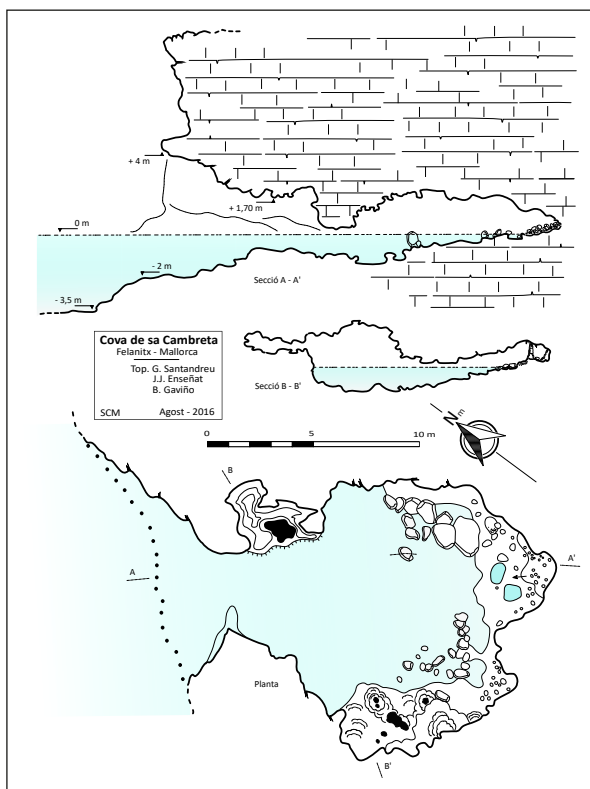 + 4 m
+ 1,70 m
0 m
- 2 m
Secció A - A'
- 3,5 m
Cova de sa Cambreta
Felanitx - Mallorca
Top. G. Santandreu
J.J. Enseñat
B. Gaviño
SCM Agost - 2016
Secció B - B'
NE
0 5 10 m
B
A
A'
Planta
B'